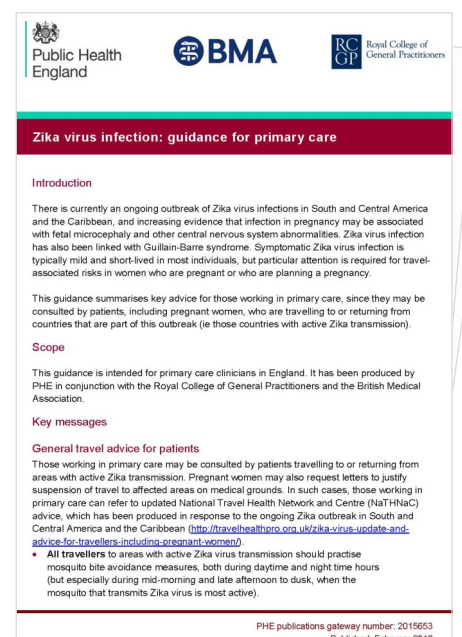 Public Health
England
BMA
RC
GP
Royal College of
General Practitioners
Zika virus infection: guidance for primary care
Introduction
There is currently an ongoing outbreak of Zika virus infections in South and Central America
and the Caribbean, and increasing evidence that infection in pregnancy may be associated
with fetal microcephaly and other central nervous system abnormalities. Zika virus infection
has also been linked with Guillain-Barre syndrome. Symptomatic Zika virus infection is
typically mild and short-lived in most individuals, but particular attention is required for travel-
associated risks in women who are pregnant or who are planning a pregnancy.
This guidance summarises key advice for those working in primary care, since they may be
consulted by patients, including pregnant women, who are travelling to or returning from
countries that are part of this outbreak (ie those countries with active Zika transmission).
Scope
This guidance is intended for primary care clinicians in England. It has been produced by
PHE in conjunction with the Royal College of General Practitioners and the British Medical
Association.
Key messages
General travel advice for patients
Those working in primary care may be consulted by patients travelling to or returning from
areas with active Zika transmission. Pregnant women may also request letters to justify
suspension of travel to affected areas on medical grounds. In such cases, those working in
primary care can refer to updated National Travel Health Network and Centre (NaTHNaC)
advice, which has been produced in response to the ongoing Zika outbreak in South and
Central America and the Caribbean (http://travelhealthpro.org.uk/zika-virus-update-and-
advice-for-travellers-including-pregnant-women/).
• All travellers to areas with active Zika virus transmission should practise
mosquito bite avoidance measures, both during daytime and night time hours
(but especially during mid-morning and late afternoon to dusk, when the
mosquito that transmits Zika virus is most active).
PHE publications gateway number: 2015653